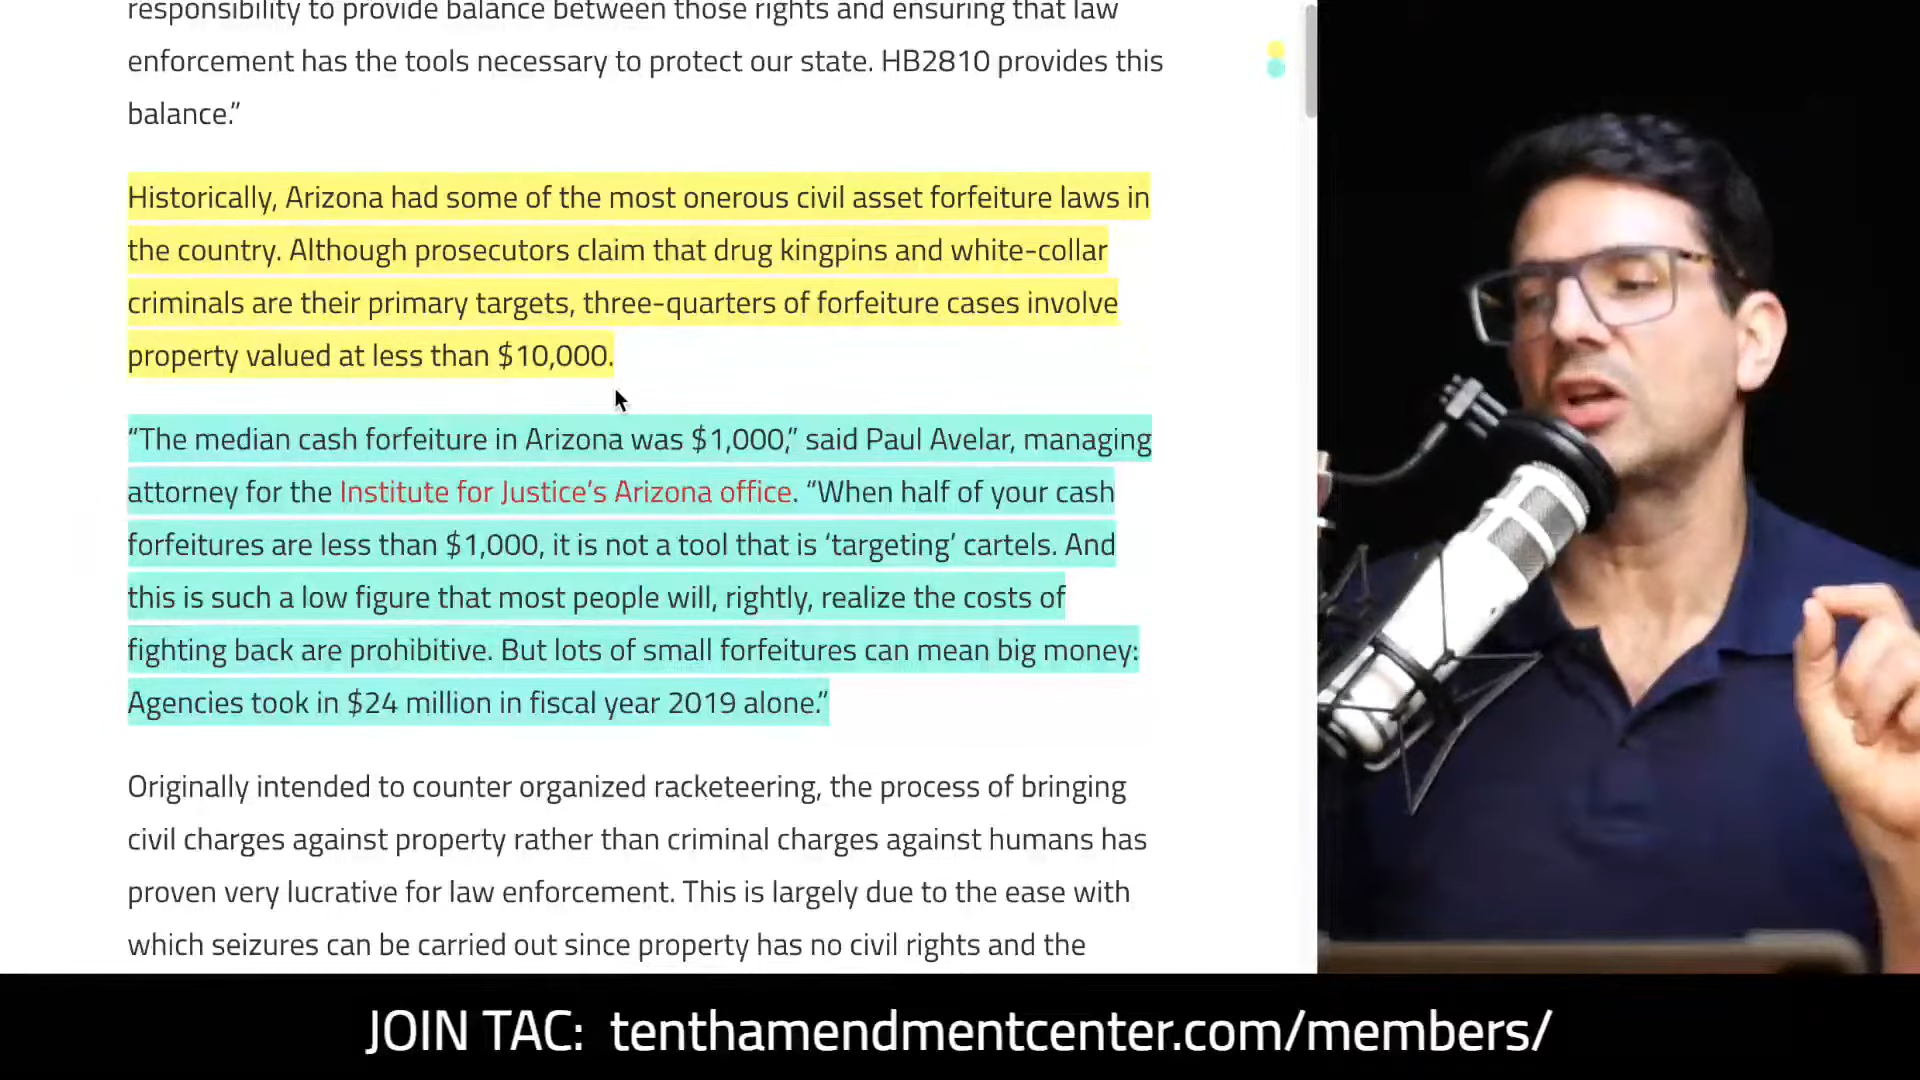 responsibility to provide balance between those rights and ensuring that law
enforcement has the tools necessary to protect our state. HB2810 provides this
balance.”
Historically, Arizona had some of the most onerous civil asset forfeiture laws in
the country. Although prosecutors claim that drug kingpins and white-collar
criminals are their primary targets, three-quarters of forfeiture cases involve
property valued at less than $10,000.
“The median cash forfeiture in Arizona was $1,000,” said Paul Avelar, managing
attorney for the Institute for Justice’s Arizona office. “When half of your cash
forfeitures are less than $1,000, it is not a tool that is ‘targeting’ cartels. And
this is such a low figure that most people will, rightly, realize the costs of
fighting back are prohibitive. But lots of small forfeitures can mean big money:
Agencies took in $24 million in fiscal year 2019 alone.”
Originally intended to counter organized racketeering, the process of bringing
civil charges against property rather than criminal charges against humans has
proven very lucrative for law enforcement. This is largely due to the ease with
which seizures can be carried out since property has no civil rights and the
JOIN TAC: tenthamendmentcenter.com/members/